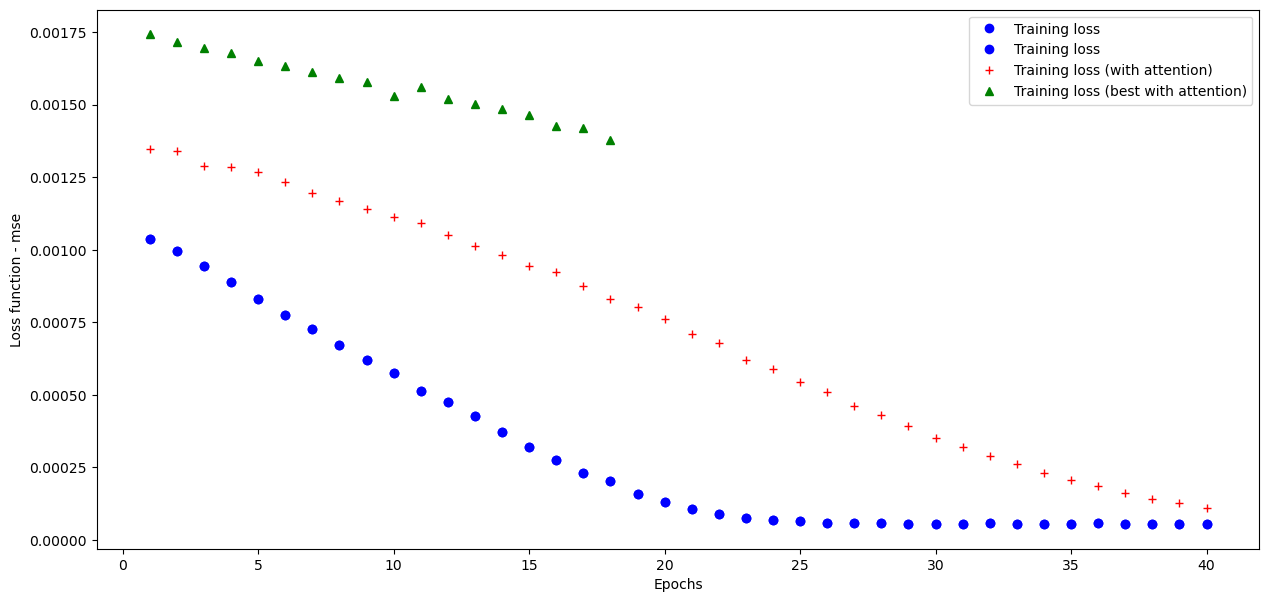 0.00175
0.00150
0.00125
0.00100
0.00075
0.00050
0.00025
0.00000
Loss function - mse
Training loss
Training loss
Training loss (with attention)
Training loss (best with attention)
0 5 10 15 20 25 30 35 40
Epochs